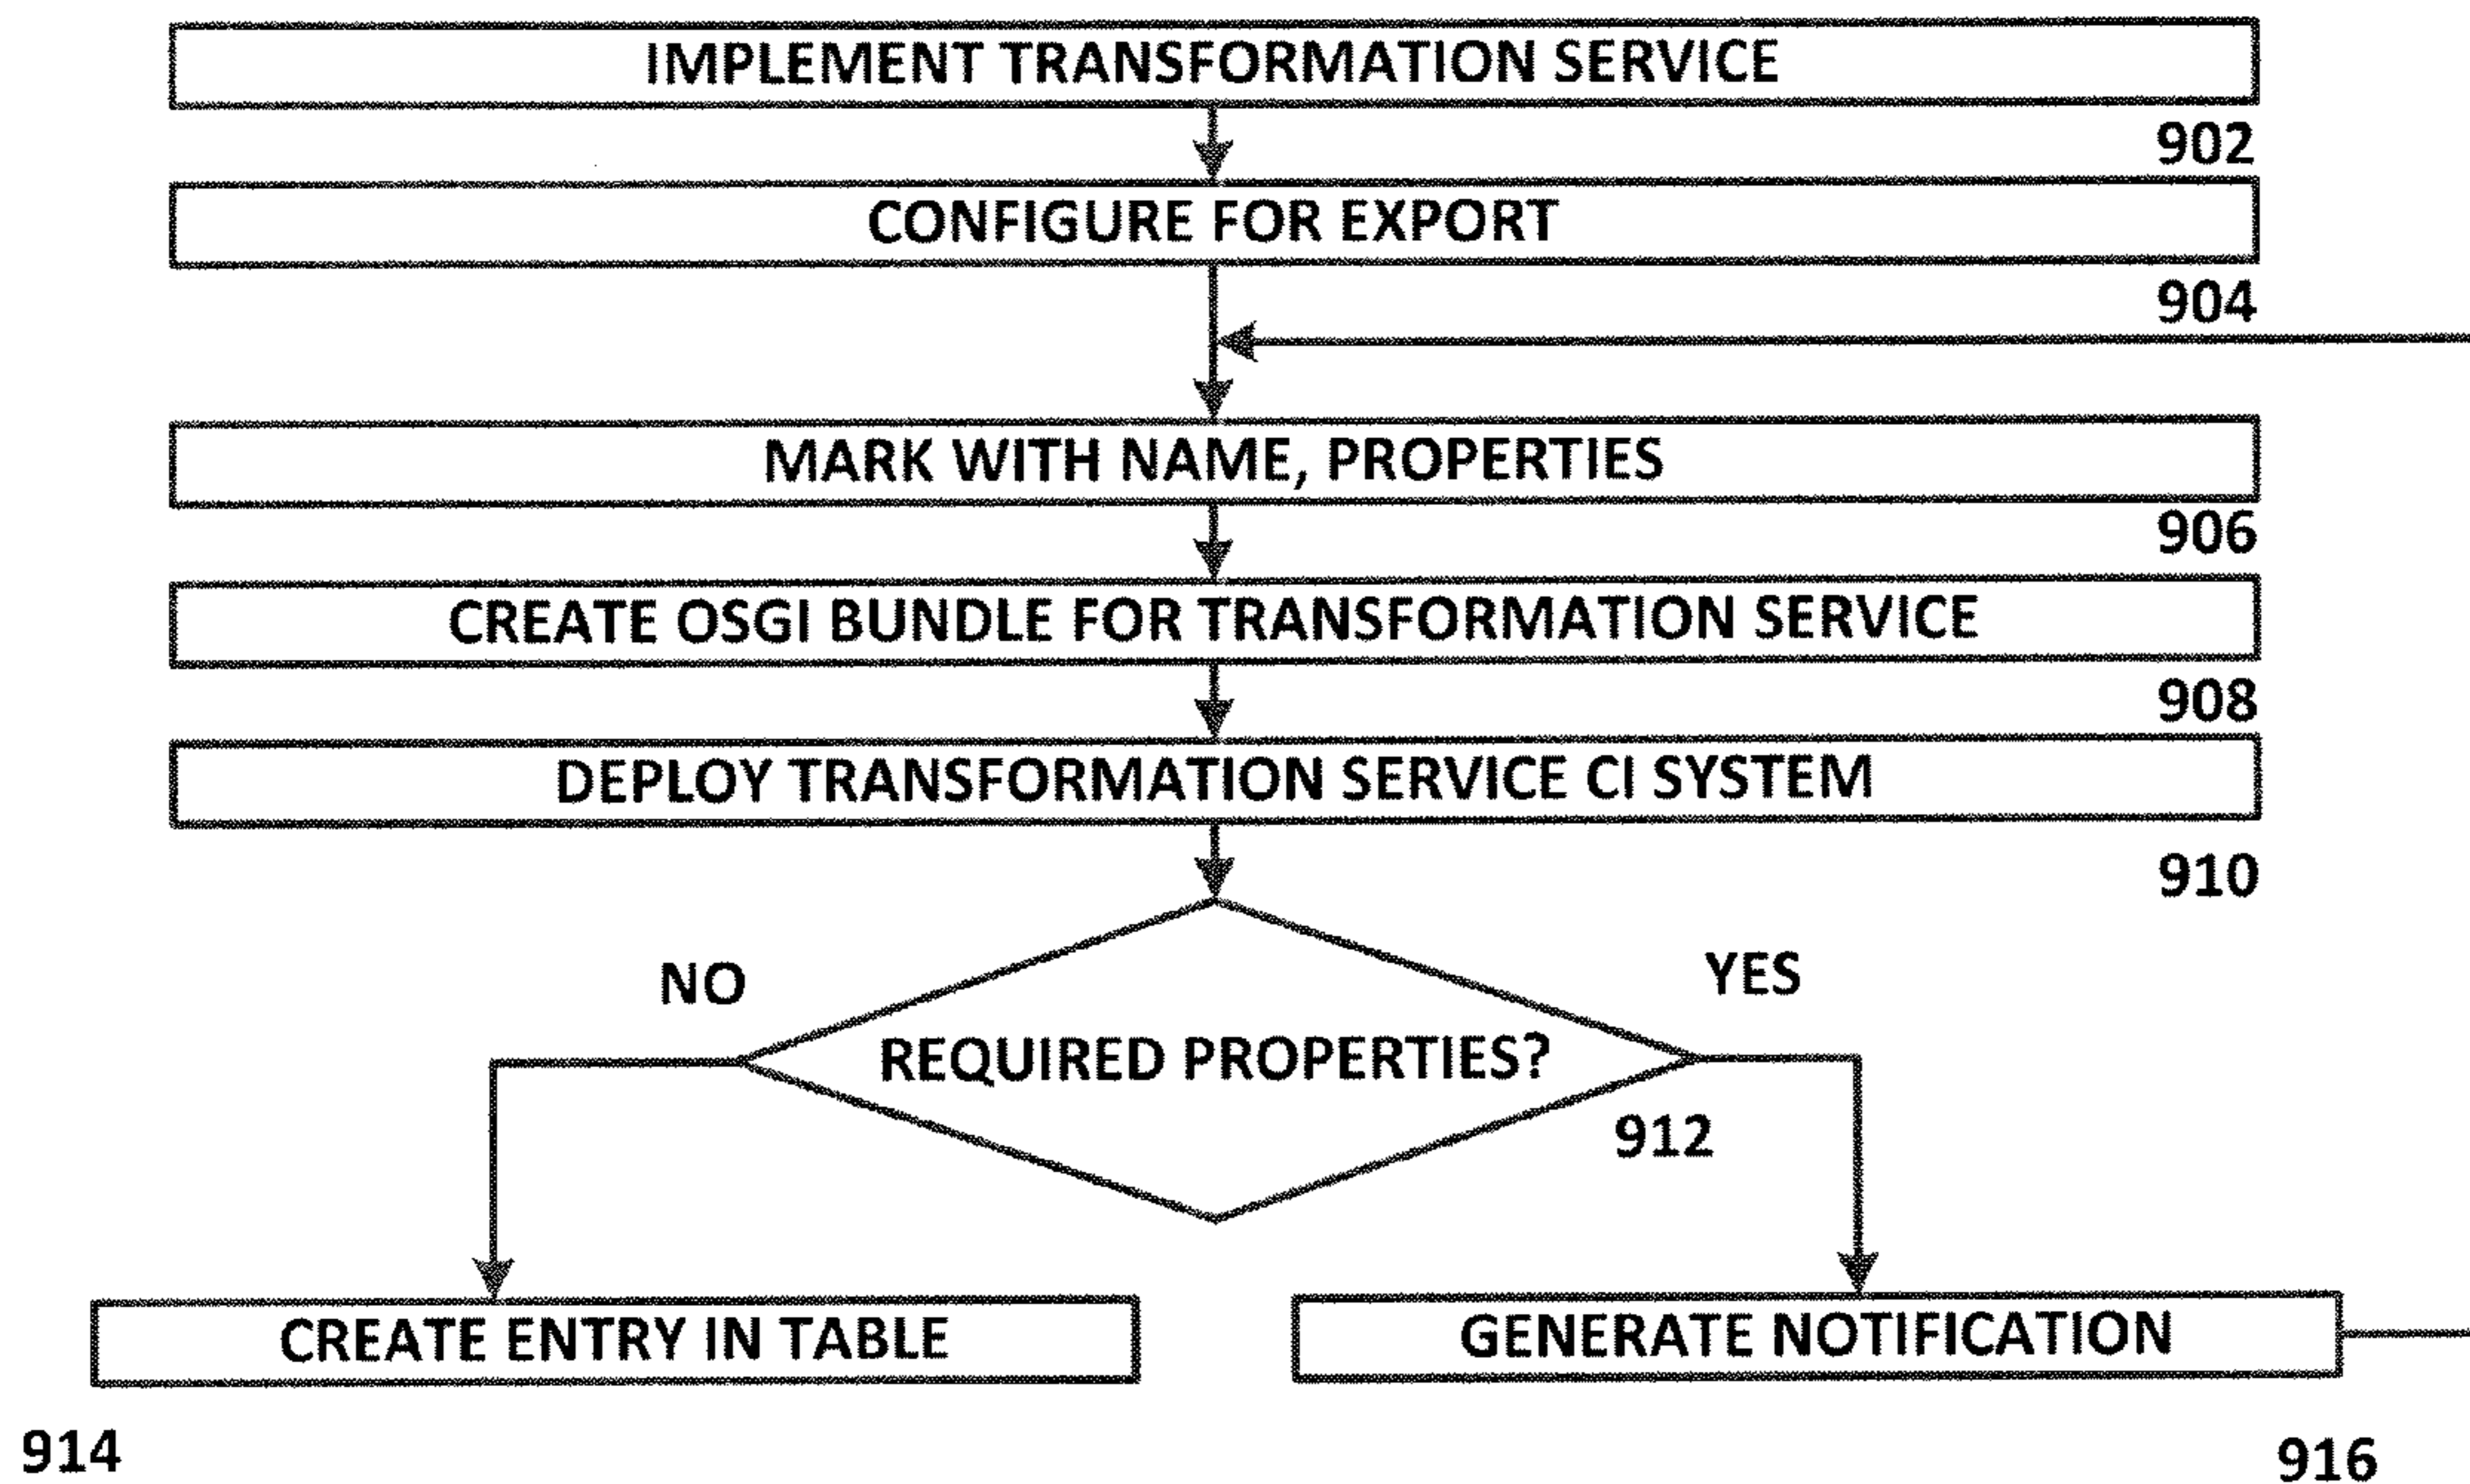 IMPLEMENT TRANSFORMATION SERVICE
902
CONFIGURE FOR EXPORT
904
MARK WITH NAME, PROPERTIES
906
CREATE OSGI BUNDLE FOR TRANSFORMATION SERVICE
908
DEPLOY TRANSFORMATION SERVICE CI SYSTEM
910
NO
YES
REQUIRED PROPERTIES?
912
CREATE ENTRY IN TABLE
GENERATE NOTIFICATION
914
916